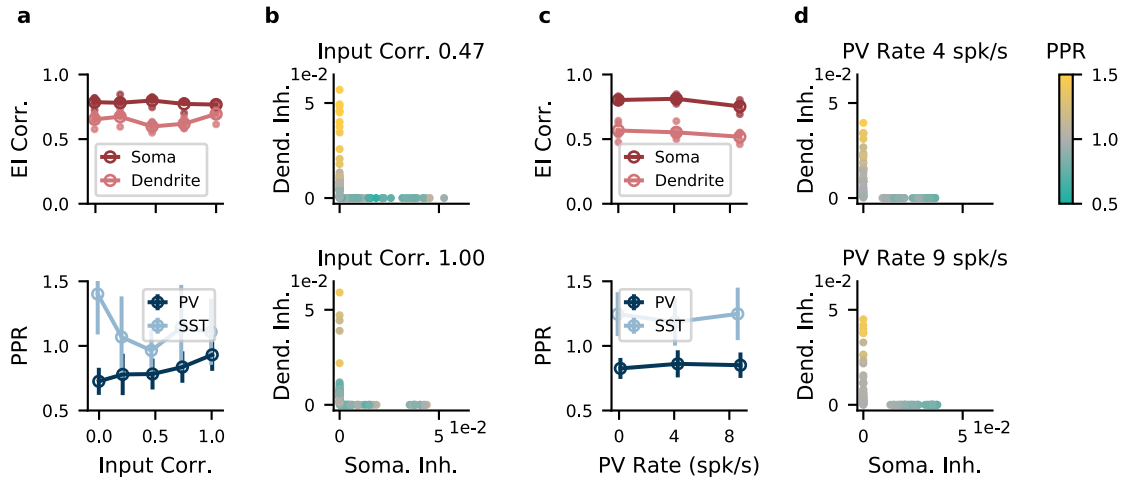 a
b
c
d
Input Corr. 0.47
PV Rate 4 spk/s
PPR
EI Corr.
1.0
0.5
0.0
Soma
Dendrite
Dend. Inh.
1e-2
5
0
5
EI Corr.
1.0
0.5
0.0
Soma
Dendrite
Dend. Inh.
1e-2
5
0
5
1.5
1.0
0.5
PPR
1.5
1.0
0.5
PV
SST
0.0
0.5
1.0
Input Corr.
Input Corr. 1.00
Dend. Inh.
1e-2
5
0
0
5
1e-2
Soma. Inh.
PPR
1.5
1.0
0.5
PV
SST
0
4
8
PV Rate (spk/s)
PV Rate 9 spk/s
Dend. Inh.
1e-2
5
0
0
5
1e-2
Soma. Inh.